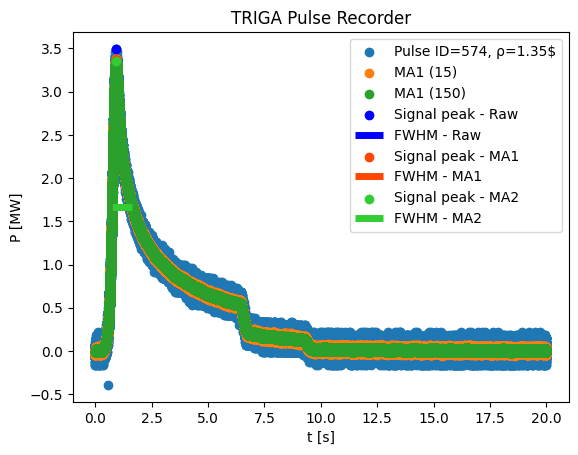 TRIGA Pulse Recorder
Pulse ID=574, ρ=1.35$
MA1 (15)
MA1 (150)
Signal peak - Raw
FWHM - Raw
Signal peak - MA1
FWHM - MA1
Signal peak - MA2
FWHM - MA2
P [MW]
3.5
3.0
2.5
2.0
1.5
1.0
0.5
0.0
−0.5
0.0 2.5 5.0 7.5 10.0 12.5 15.0 17.5 20.0
t [s]